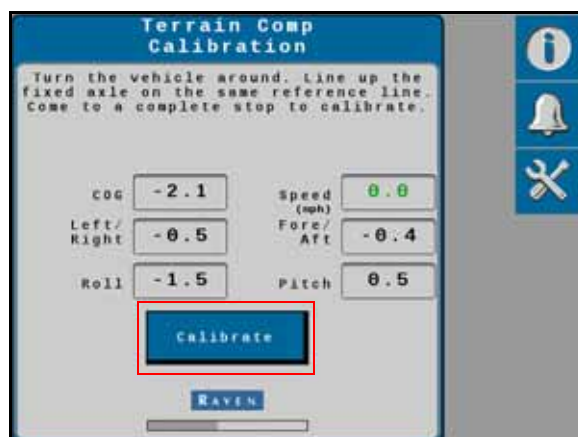 Terrain Comp
Calibration
Turn the vehicle around. Line up the
fixed axle on the same reference line.
Come to a complete stop to calibrate.
COG -2.1 Speed (mph) 0.0
Left/
Right -0.5 Fore/
Aft -0.4
Roll -1.5 Pitch 0.5
Calibrate
RAVEN